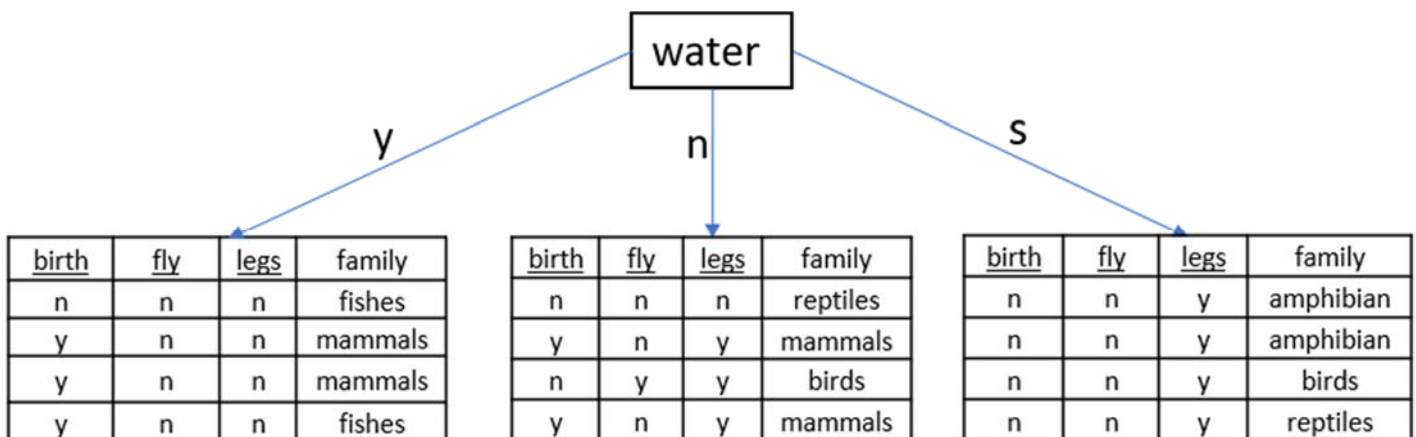 water
y n s
birth fly legs family birth fly legs family birth fly legs family
n n n fishes n n n reptiles n n y amphibian
y n n mammals y n y mammals n n y amphibian
y n n mammals n y y birds n n y birds
y n n fishes y n y mammals n n y reptiles